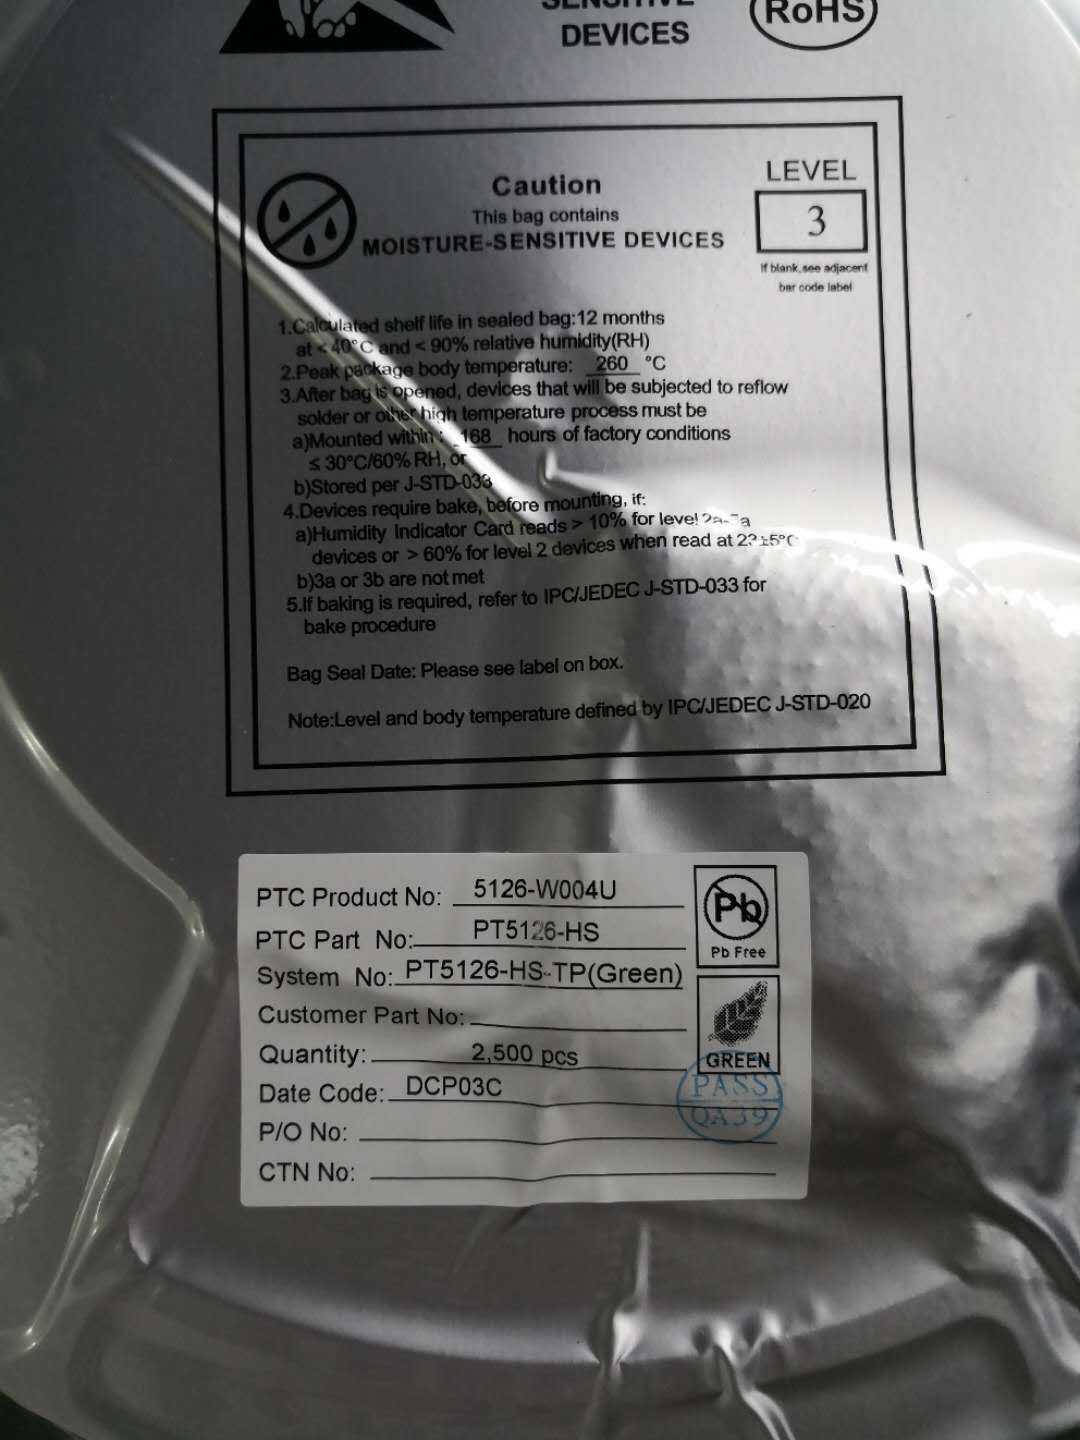 SENSITIVE
DEVICES
RoHS
Caution
This bag contains
MOISTURE-SENSITIVE DEVICES
LEVEL
3
If blank,see adjacent
bar code label
1.Calculated shelf life in sealed bag:12 months
at < 40°C and < 90% relative humidity(RH)
2.Peak package body temperature: 260 °C
3.After bag is opened, devices that will be subjected to reflow
solder or other high temperature process must be
a)Mounted within : 168 hours of factory conditions
≤ 30°C/60% RH, or
b)Stored per J-STD-033
4.Devices require bake, before mounting, if:
a)Humidity Indicator Card reads > 10% for level
devices or > 60% for level 2 devices when read at
b)3a or 3b are not met
5.If baking is required, refer to IPC/JEDEC J-STD-033 for
bake procedure
Bag Seal Date: Please see label on box.
Note:Level and body temperature defined by IPC/JEDEC J-STD-020
PTC Product No: 5126-W004U
PTC Part No: PT5126-HS
System No: PT5126-HS-TP(Green)
Customer Part No:
Quantity: 2,500 pcs
Date Code: DCP03C
P/O No:
CTN No:
Pb
Pb Free
GREEN
PASS
QA39